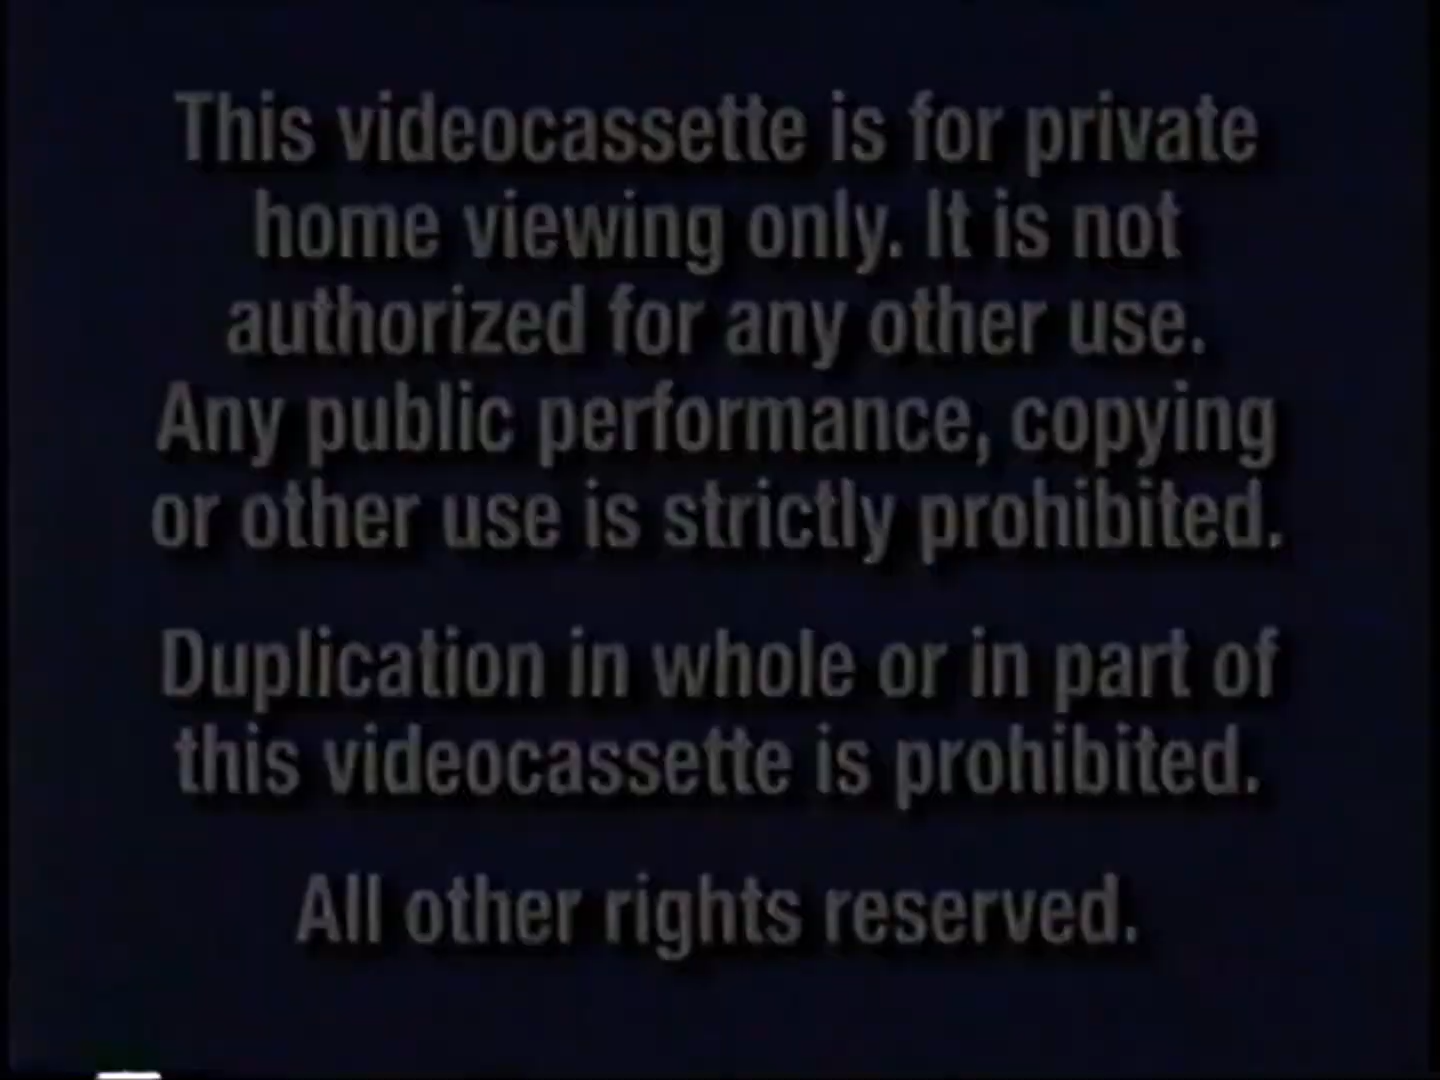 This videocassette is for private
home viewing only. It is not
authorized for any other use.
Any public performance, copying
or other use is strictly prohibited.
Duplication in whole or in part of
this videocassette is prohibited.
All other rights reserved.